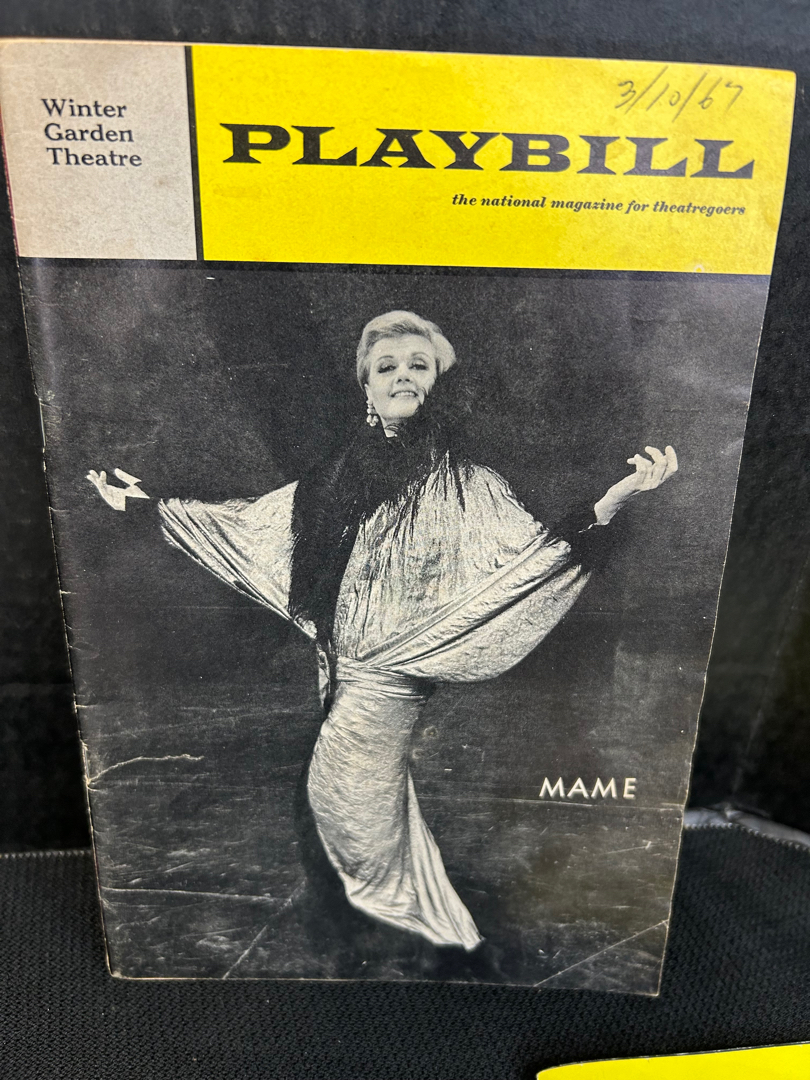 Winter
Garden
Theatre
3/10/67
PLAYBILL
the national magazine for theatregoers
MAME